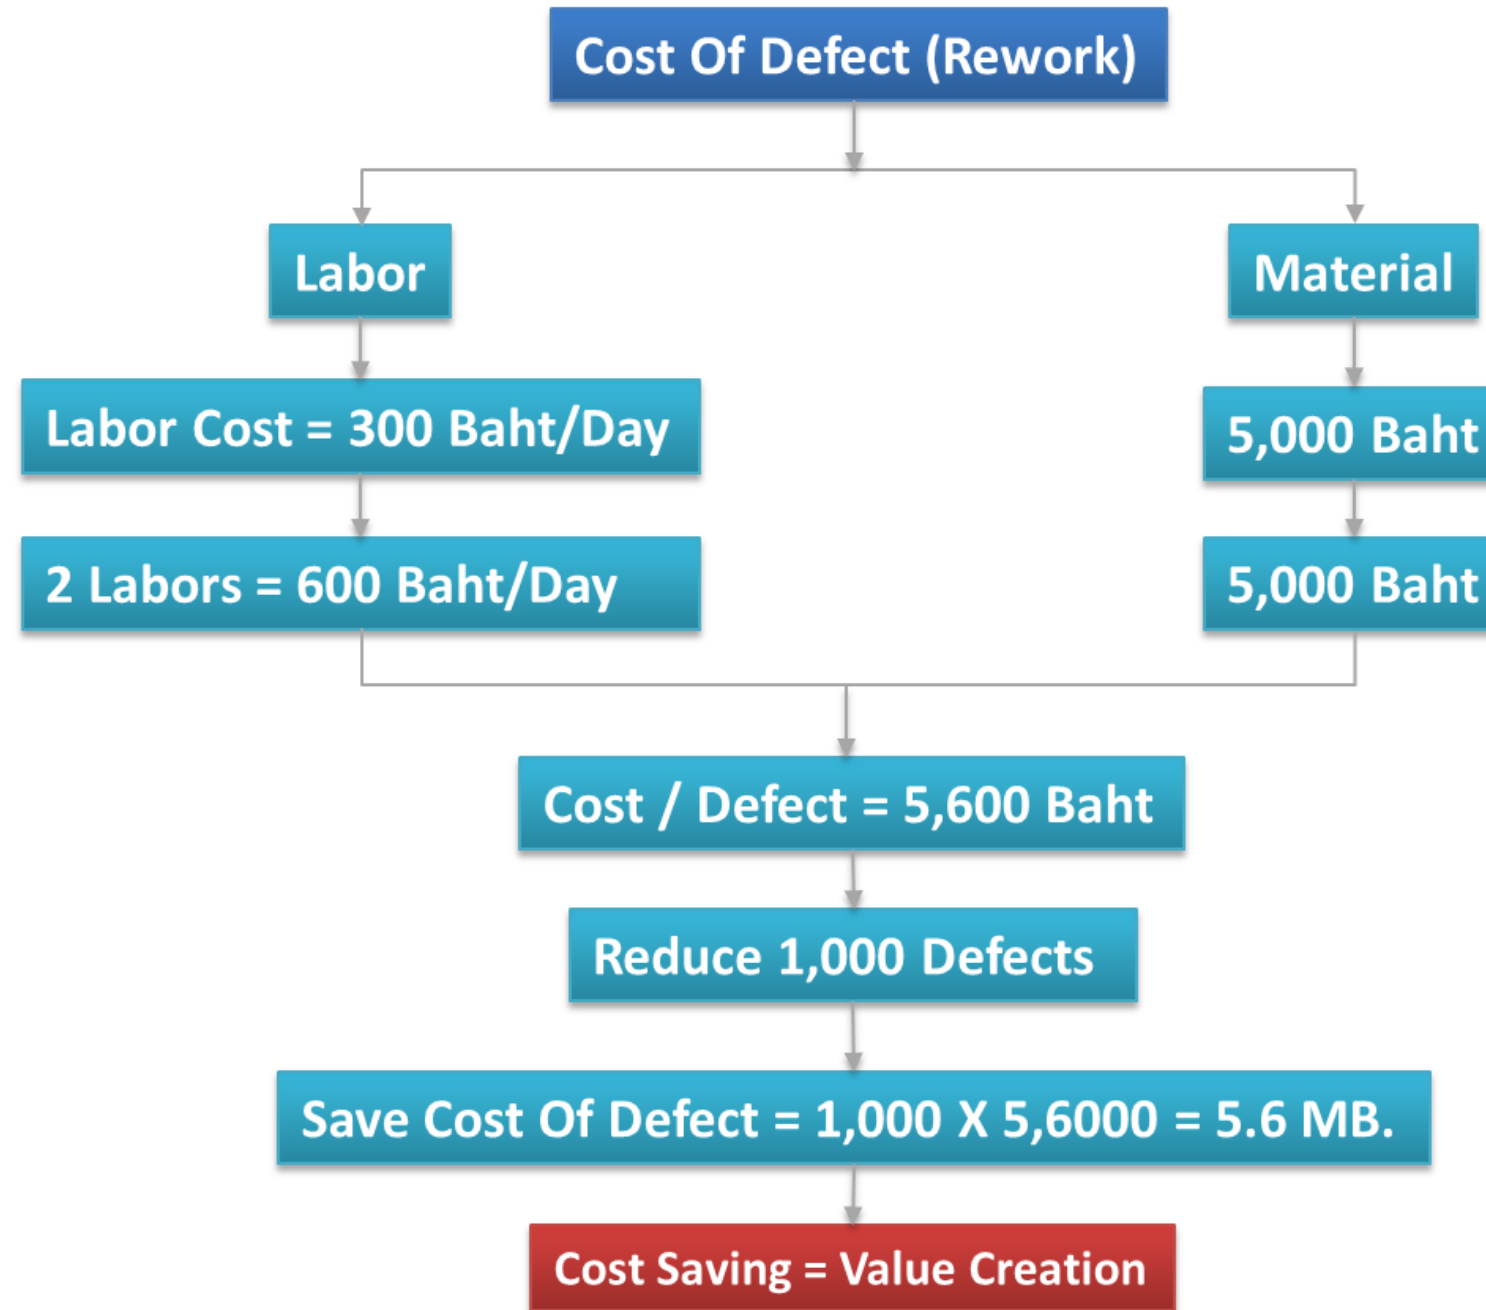 Cost Of Defect (Rework)
Labor
Material
Labor Cost = 300 Baht/Day
5,000 Baht
2 Labors = 600 Baht/Day
5,000 Baht
Cost / Defect = 5,600 Baht
Reduce 1,000 Defects
Save Cost Of Defect = 1,000 X 5,6000 = 5.6 MB.
Cost Saving = Value Creation